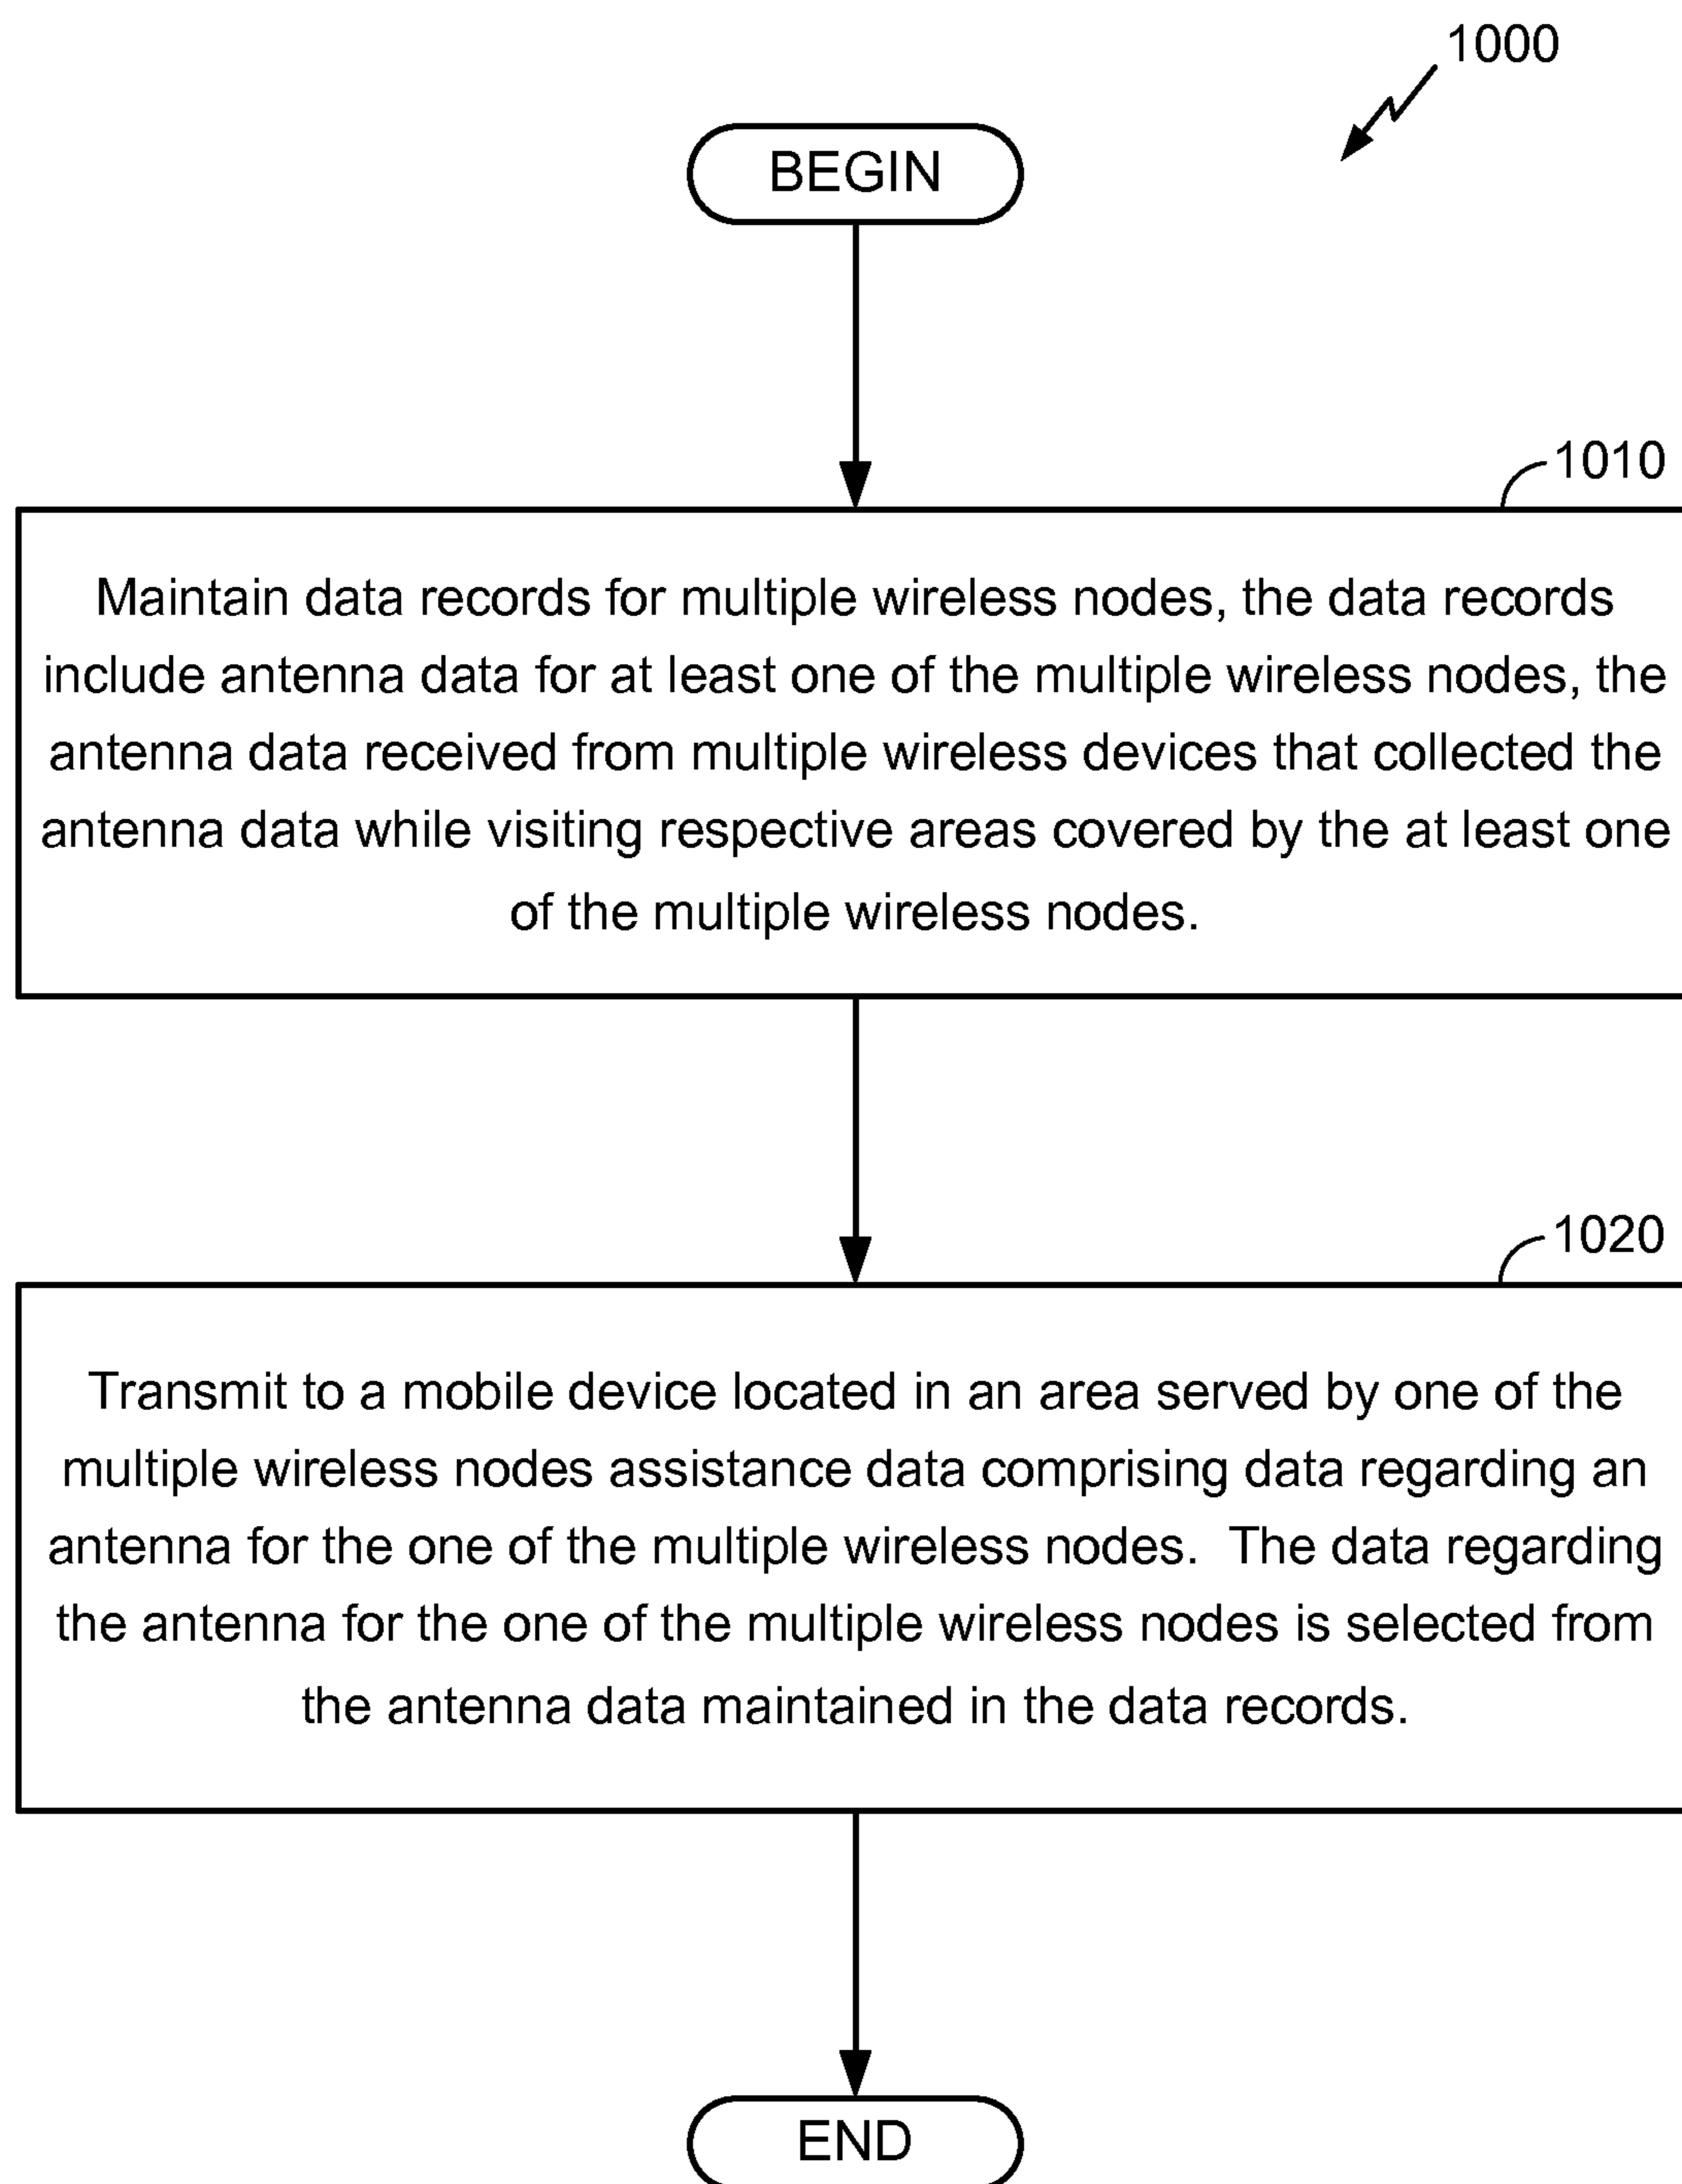 1000
BEGIN
1010
Maintain data records for multiple wireless nodes, the data records
include antenna data for at least one of the multiple wireless nodes, the
antenna data received from multiple wireless devices that collected the
antenna data while visiting respective areas covered by the at least one
of the multiple wireless nodes.
1020
Transmit to a mobile device located in an area served by one of the
multiple wireless nodes assistance data comprising data regarding an
antenna for the one of the multiple wireless nodes.  The data regarding
the antenna for the one of the multiple wireless nodes is selected from
the antenna data maintained in the data records.
END